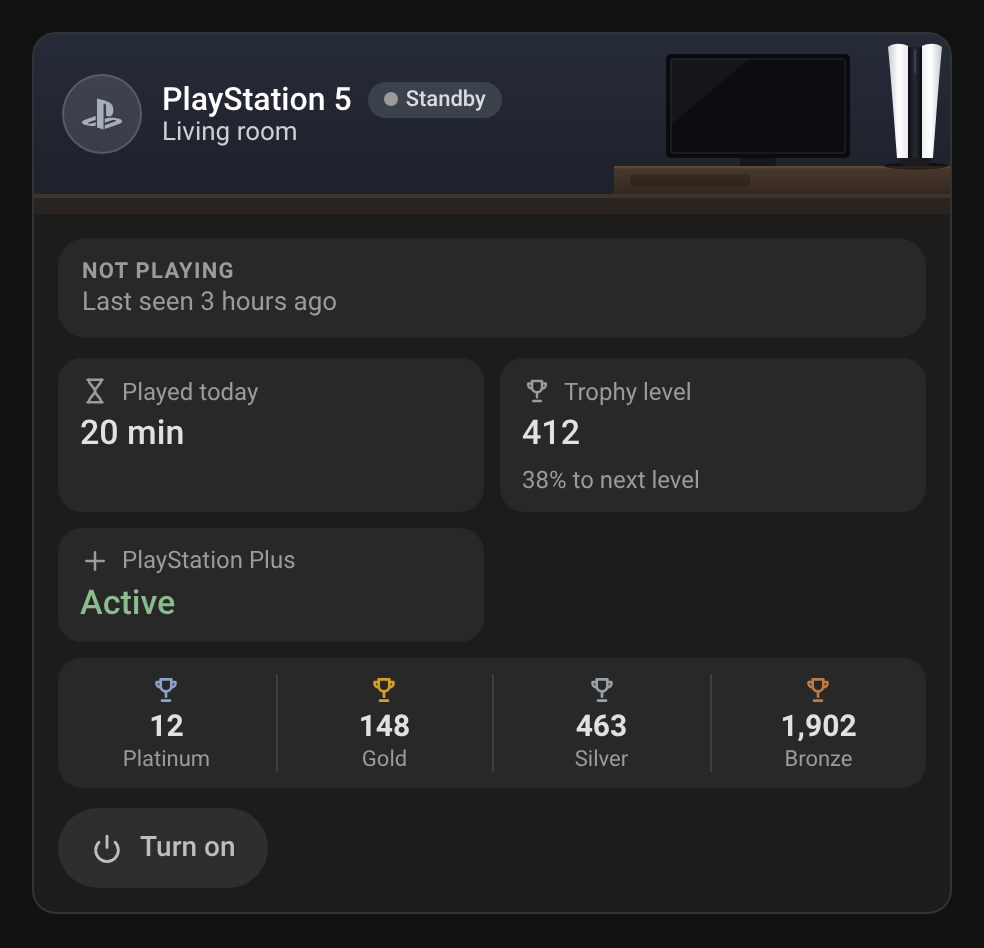 PlayStation 5
Standby
Living room
NOT PLAYING
Last seen 3 hours ago
Played today
20 min
Trophy level
412
38% to next level
PlayStation Plus
Active
12
Platinum
148
Gold
463
Silver
1,902
Bronze
Turn on